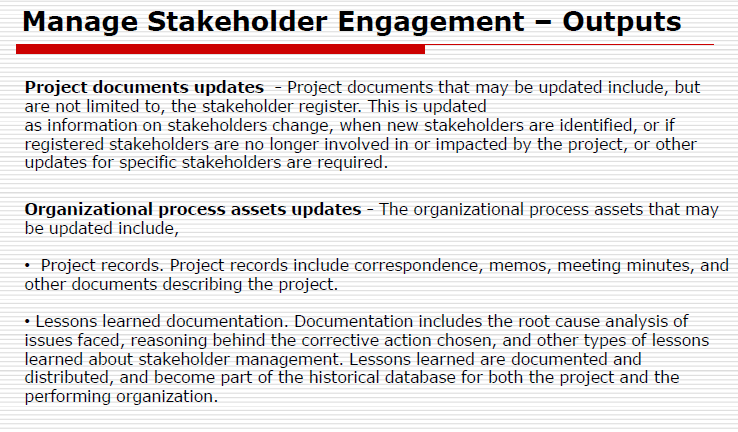 Manage Stakeholder Engagement – Outputs
Project documents updates - Project documents that may be updated include, but
are not limited to, the stakeholder register. This is updated
as information on stakeholders change, when new stakeholders are identified, or if
registered stakeholders are no longer involved in or impacted by the project, or other
updates for specific stakeholders are required.
Organizational process assets updates - The organizational process assets that may
be updated include,
• Project records. Project records include correspondence, memos, meeting minutes, and
other documents describing the project.
• Lessons learned documentation. Documentation includes the root cause analysis of
issues faced, reasoning behind the corrective action chosen, and other types of lessons
learned about stakeholder management. Lessons learned are documented and
distributed, and become part of the historical database for both the project and the
performing organization.